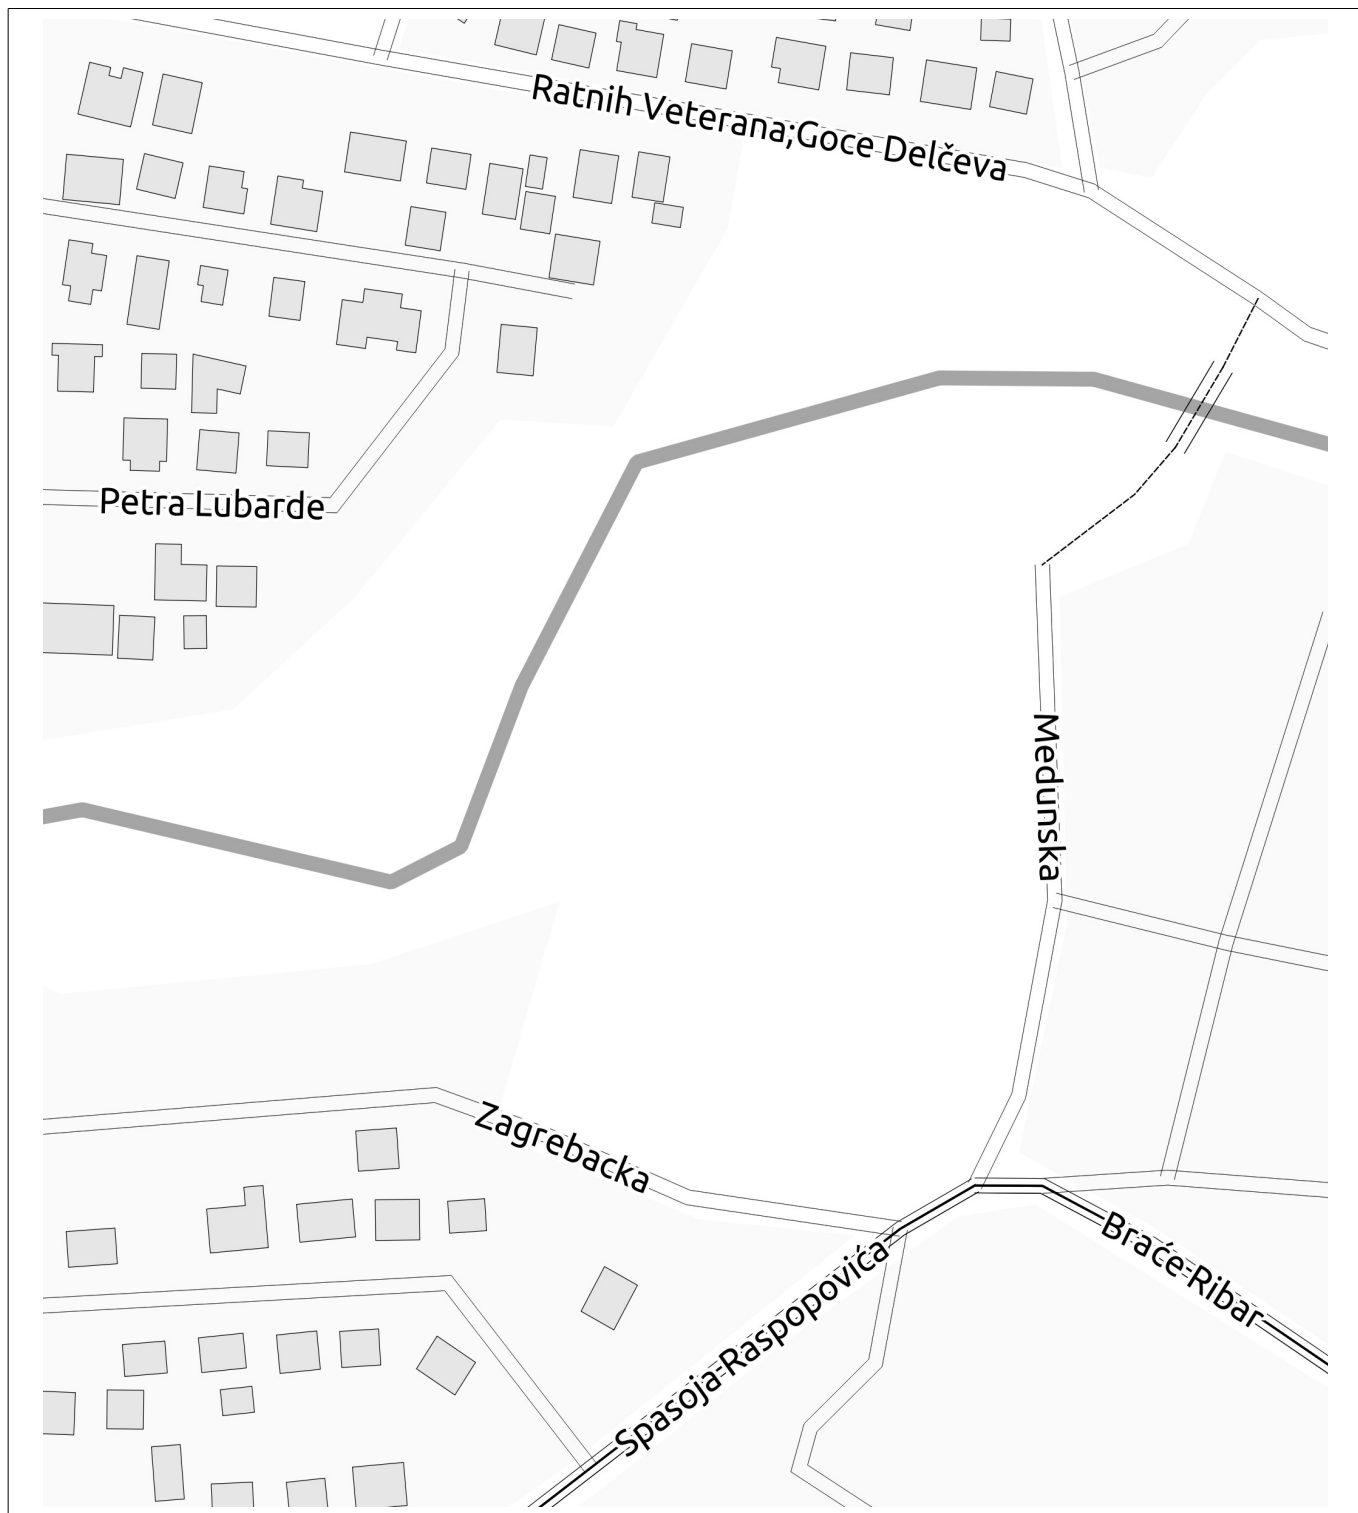 Ratnih Veterana;Goce Delčeva
Petra Lubarde
Medunska
Zagrebacka
Spasoja Raspopovića
Braće Ribar